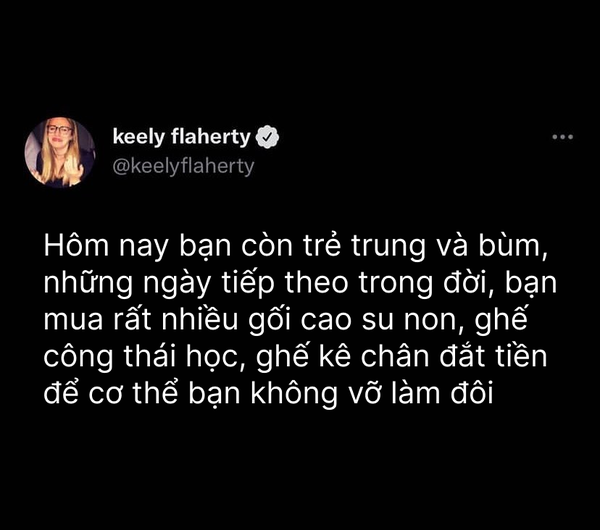 keely flaherty
@keelyflaherty
Hôm nay bạn còn trẻ trung và bùm,
những ngày tiếp theo trong đời, bạn
mua rất nhiều gối cao su non, ghế
công thái học, ghế kê chân đắt tiền
để cơ thể bạn không vỡ làm đôi